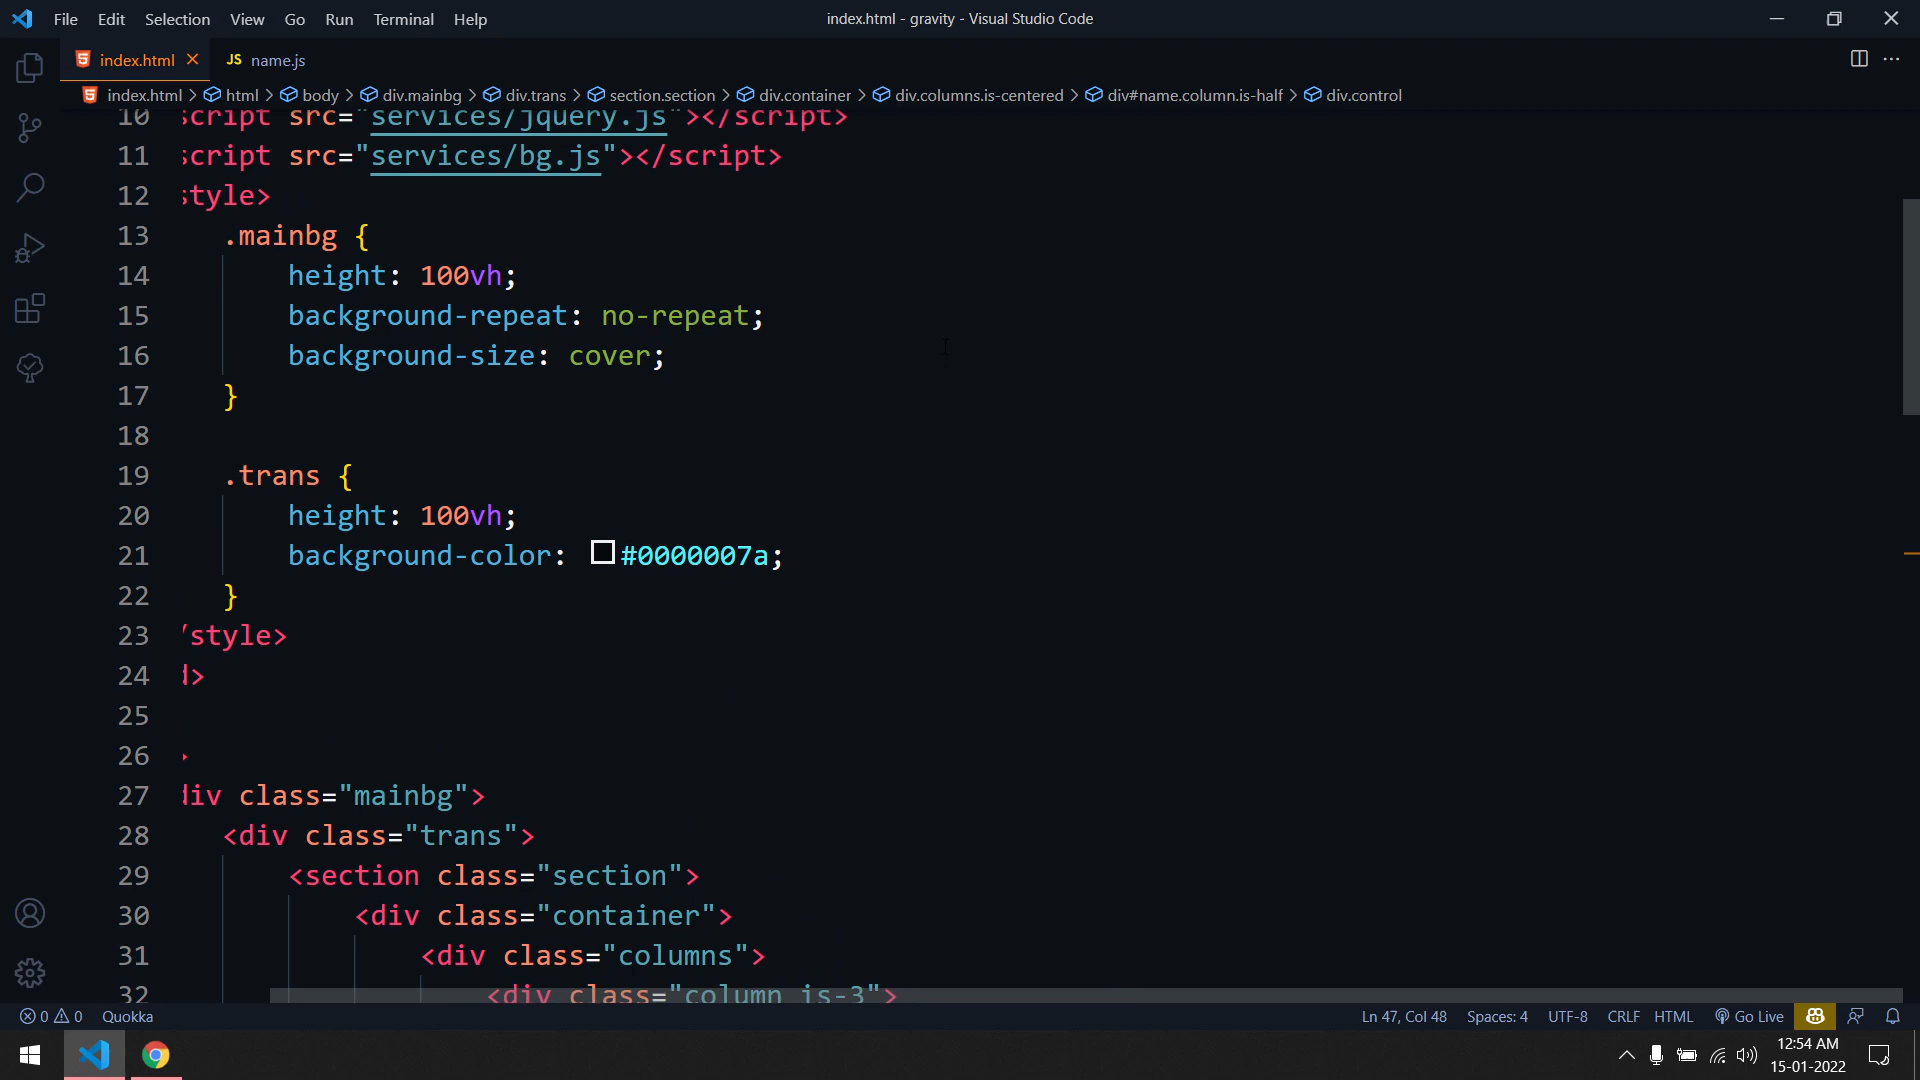 File Edit Selection View Go Run Terminal Help
index.html - gravity - Visual Studio Code
index.html
JS name.js
index.html > html > body > div.mainbg > div.trans > section.section > div.container > div.columns.is-centered > div#name.column.is-half > div.control
10 script src="services/jquery.js"></script>
11 script src="services/bg.js"></script>
12 style>
13 .mainbg {
14 height: 100vh;
15 background-repeat: no-repeat;
16 background-size: cover;
17 }
18
19 .trans {
20 height: 100vh;
21 background-color: #0000007a;
22 }
23 /style>
24 d>
25
26 >
27 div class="mainbg">
28 <div class="trans">
29 <section class="section">
30 <div class="container">
31 <div class="columns">
32 <div class="column is-3">
0 0 Quokka
Ln 47, Col 48 Spaces: 4 UTF-8 CRLF HTML Go Live
12:54 AM
15-01-2022